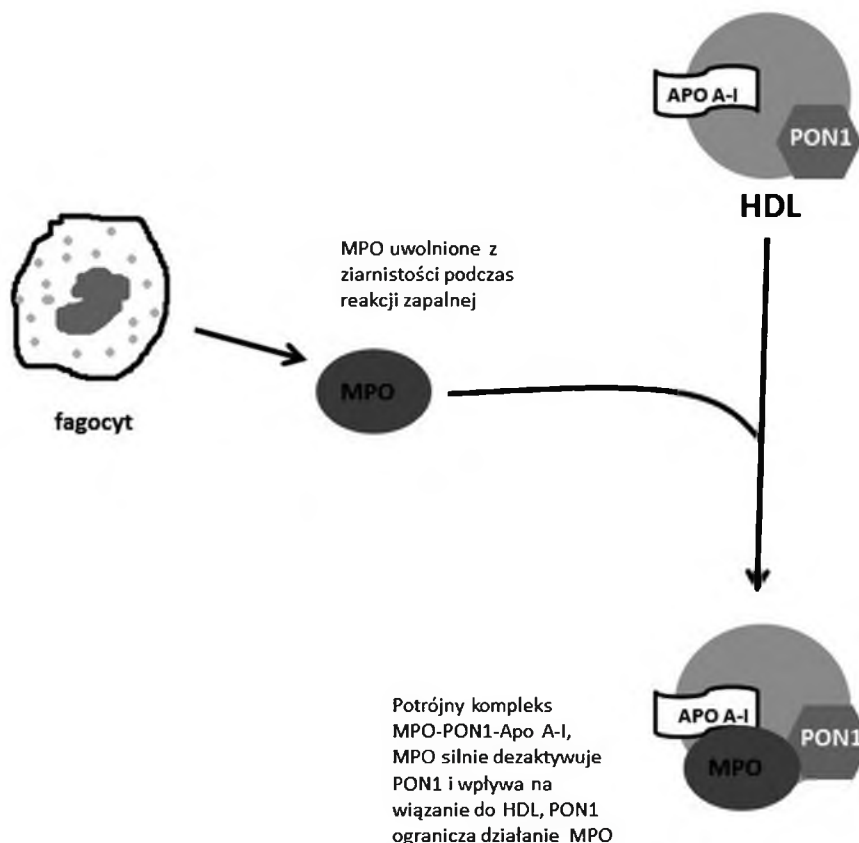 APO A-I
PON1
HDL
MPO uwolnione z
ziarnistości podczas
reakcji zapalnej
MPO
fagocyt
Potrójny kompleks
MPO-PON1-Apo A-I,
MPO silnie dezaktywuje
PON1 i wpływa na
wiązanie do HDL, PON1
ogranicza działanie MPO
APO A-I
PON1
MPO